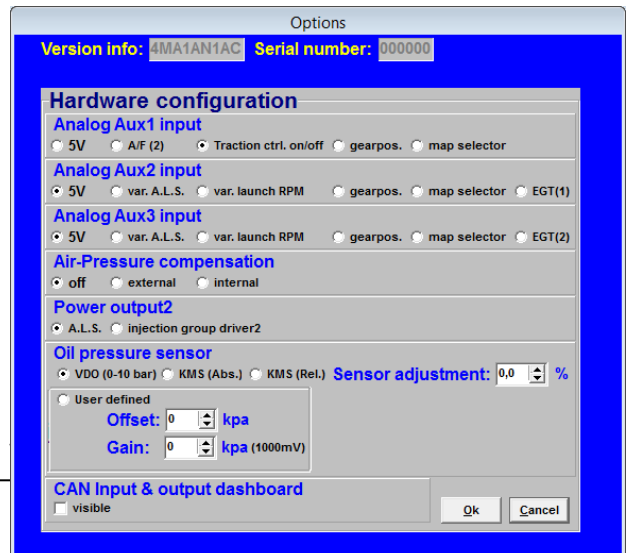 Options
Version info: 4MA1AN1AC Serial number: 000000
Hardware configuration
Analog Aux1 input
5V A/F (2) Traction ctrl. on/off gearpos. map selector
Analog Aux2 input
5V var. A.L.S. var. launch RPM gearpos. map selector EGT(1)
Analog Aux3 input
5V var. A.L.S. var. launch RPM gearpos. map selector EGT(2)
Air-Pressure compensation
off external internal
Power output2
A.L.S. injection group driver2
Oil pressure sensor
VDO (0-10 bar) KMS (Abs.) KMS (Rel.) Sensor adjustment: 0,0 %
User defined
Offset: 0 kpa
Gain: 0 kpa (1000mV)
CAN Input & output dashboard
visible
Ok Cancel